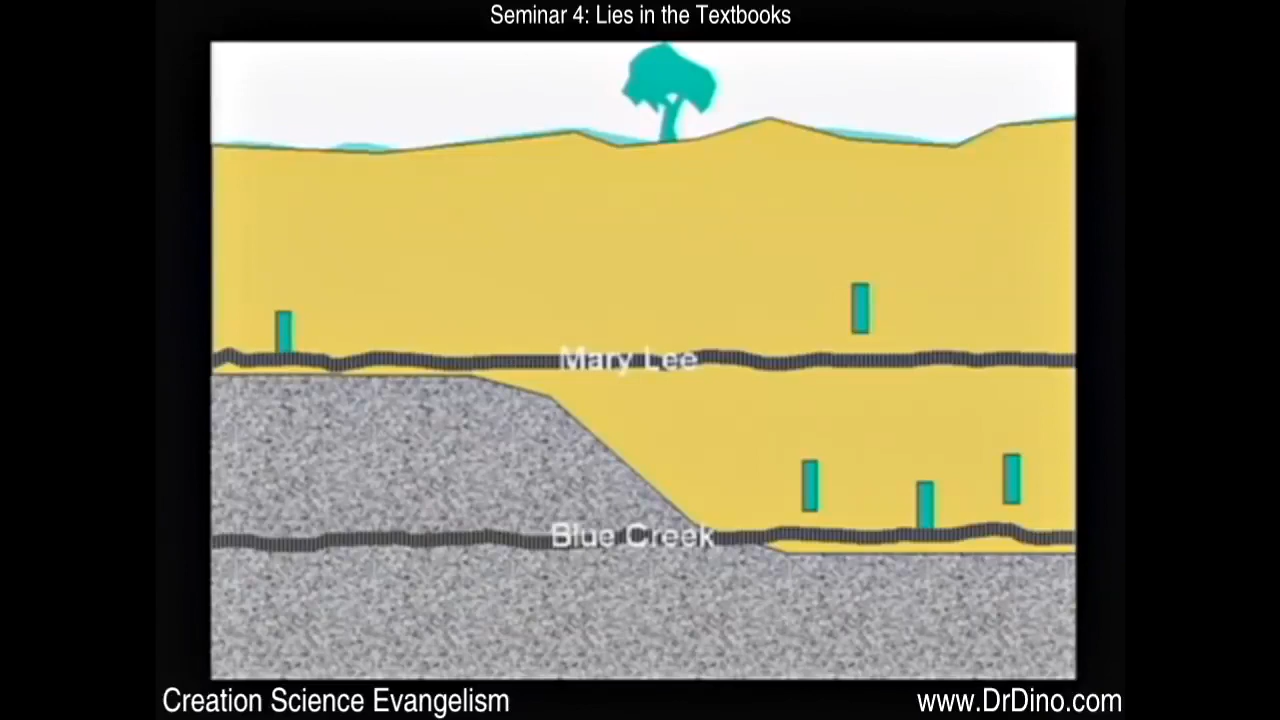 Seminar 4: Lies in the Textbooks
Mary Lee
Blue Creek
Creation Science Evangelism
www.DrDino.com